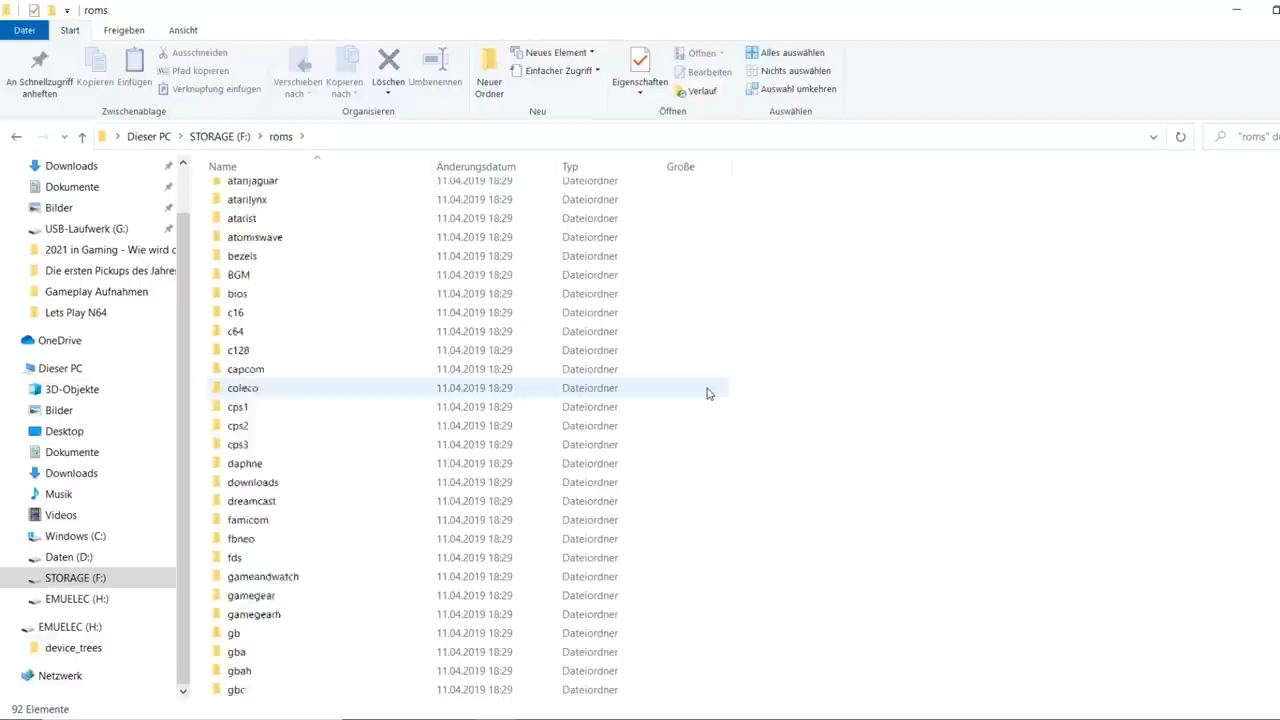 roms
Datei Start Freigeben Ansicht
An Schnellzugriff anheften
Kopieren
Einfügen
Ausschneiden
Pfad kopieren
Verknüpfung einfügen
Zwischenablage
Verschieben nach
Kopieren nach
Löschen
Umbenennen
Organisieren
Neuer Ordner
Neues Element
Einfacher Zugriff
Neu
Eigenschaften
Öffnen
Bearbeiten
Verlauf
Öffnen
Alles auswählen
Nichts auswählen
Auswahl umkehren
Auswählen
Dieser PC STORAGE (F:) roms
"roms" du
Downloads
Dokumente
Bilder
USB-Laufwerk (G:)
2021 in Gaming - Wie wird d
Die ersten Pickups des Jahres
Gameplay Aufnahmen
Lets Play N64
OneDrive
Dieser PC
3D-Objekte
Bilder
Desktop
Dokumente
Downloads
Musik
Videos
Windows (C:)
Daten (D:)
STORAGE (F:)
EMUELEC (H:)
EMUELEC (H:)
device_trees
Netzwerk
Name Änderungsdatum Typ Größe
atarijaguar 11.04.2019 18:29 Dateiordner
atarilynx 11.04.2019 18:29 Dateiordner
atarist 11.04.2019 18:29 Dateiordner
atomiswave 11.04.2019 18:29 Dateiordner
bezels 11.04.2019 18:29 Dateiordner
BGM 11.04.2019 18:29 Dateiordner
bios 11.04.2019 18:29 Dateiordner
c16 11.04.2019 18:29 Dateiordner
c64 11.04.2019 18:29 Dateiordner
c128 11.04.2019 18:29 Dateiordner
capcom 11.04.2019 18:29 Dateiordner
coleco 11.04.2019 18:29 Dateiordner
cps1 11.04.2019 18:29 Dateiordner
cps2 11.04.2019 18:29 Dateiordner
cps3 11.04.2019 18:29 Dateiordner
daphne 11.04.2019 18:29 Dateiordner
downloads 11.04.2019 18:29 Dateiordner
dreamcast 11.04.2019 18:29 Dateiordner
famicom 11.04.2019 18:29 Dateiordner
fbneo 11.04.2019 18:29 Dateiordner
fds 11.04.2019 18:29 Dateiordner
gameandwatch 11.04.2019 18:29 Dateiordner
gamegear 11.04.2019 18:29 Dateiordner
gamegearh 11.04.2019 18:29 Dateiordner
gb 11.04.2019 18:29 Dateiordner
gba 11.04.2019 18:29 Dateiordner
gbah 11.04.2019 18:29 Dateiordner
gbc 11.04.2019 18:29 Dateiordner
92 Elemente